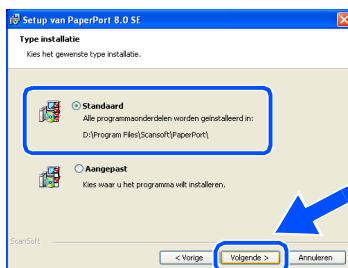 Setup van PaperPort 8.0 SE
Type installatie
Kies het gewenste type installatie.
Standaard
Alle programmaonderdelen worden geïnstalleerd in:
D:\Program Files\Scansoft\PaperPort\
Aangepast
Kies waar u het programma wilt installeren.
ScanSoft
< Vorige Volgende > Annuleren